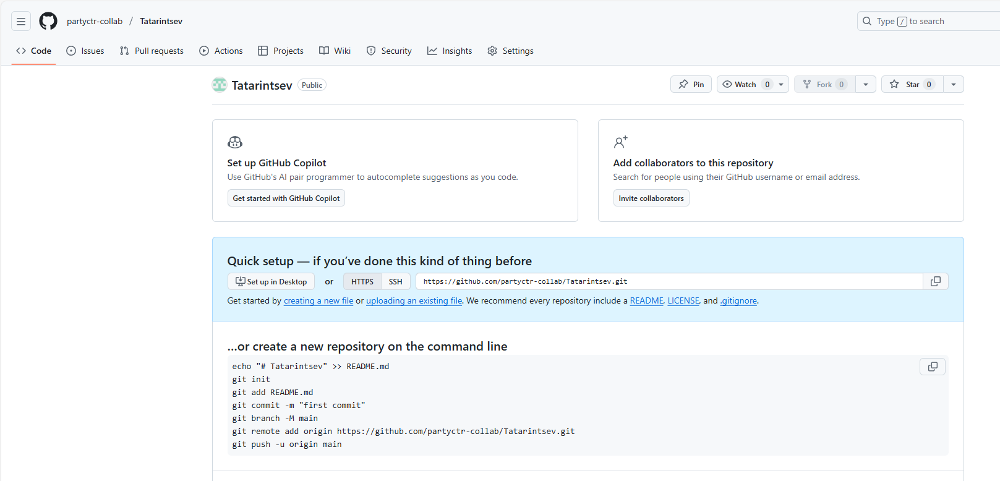 partyctr-collab / Tatarintsev
Type / to search
Code Issues Pull requests Actions Projects Wiki Security Insights Settings
Tatarintsev Public
Pin Watch 0 Fork 0 Star 0
Set up GitHub Copilot
Use GitHub's AI pair programmer to autocomplete suggestions as you code.
Get started with GitHub Copilot
Add collaborators to this repository
Search for people using their GitHub username or email address.
Invite collaborators
Quick setup — if you’ve done this kind of thing before
Set up in Desktop or HTTPS SSH https://github.com/partyctr-collab/Tatarintsev.git
Get started by creating a new file or uploading an existing file. We recommend every repository include a README, LICENSE, and .gitignore.
…or create a new repository on the command line
echo "# Tatarintsev" >> README.md
git init
git add README.md
git commit -m "first commit"
git branch -M main
git remote add origin https://github.com/partyctr-collab/Tatarintsev.git
git push -u origin main